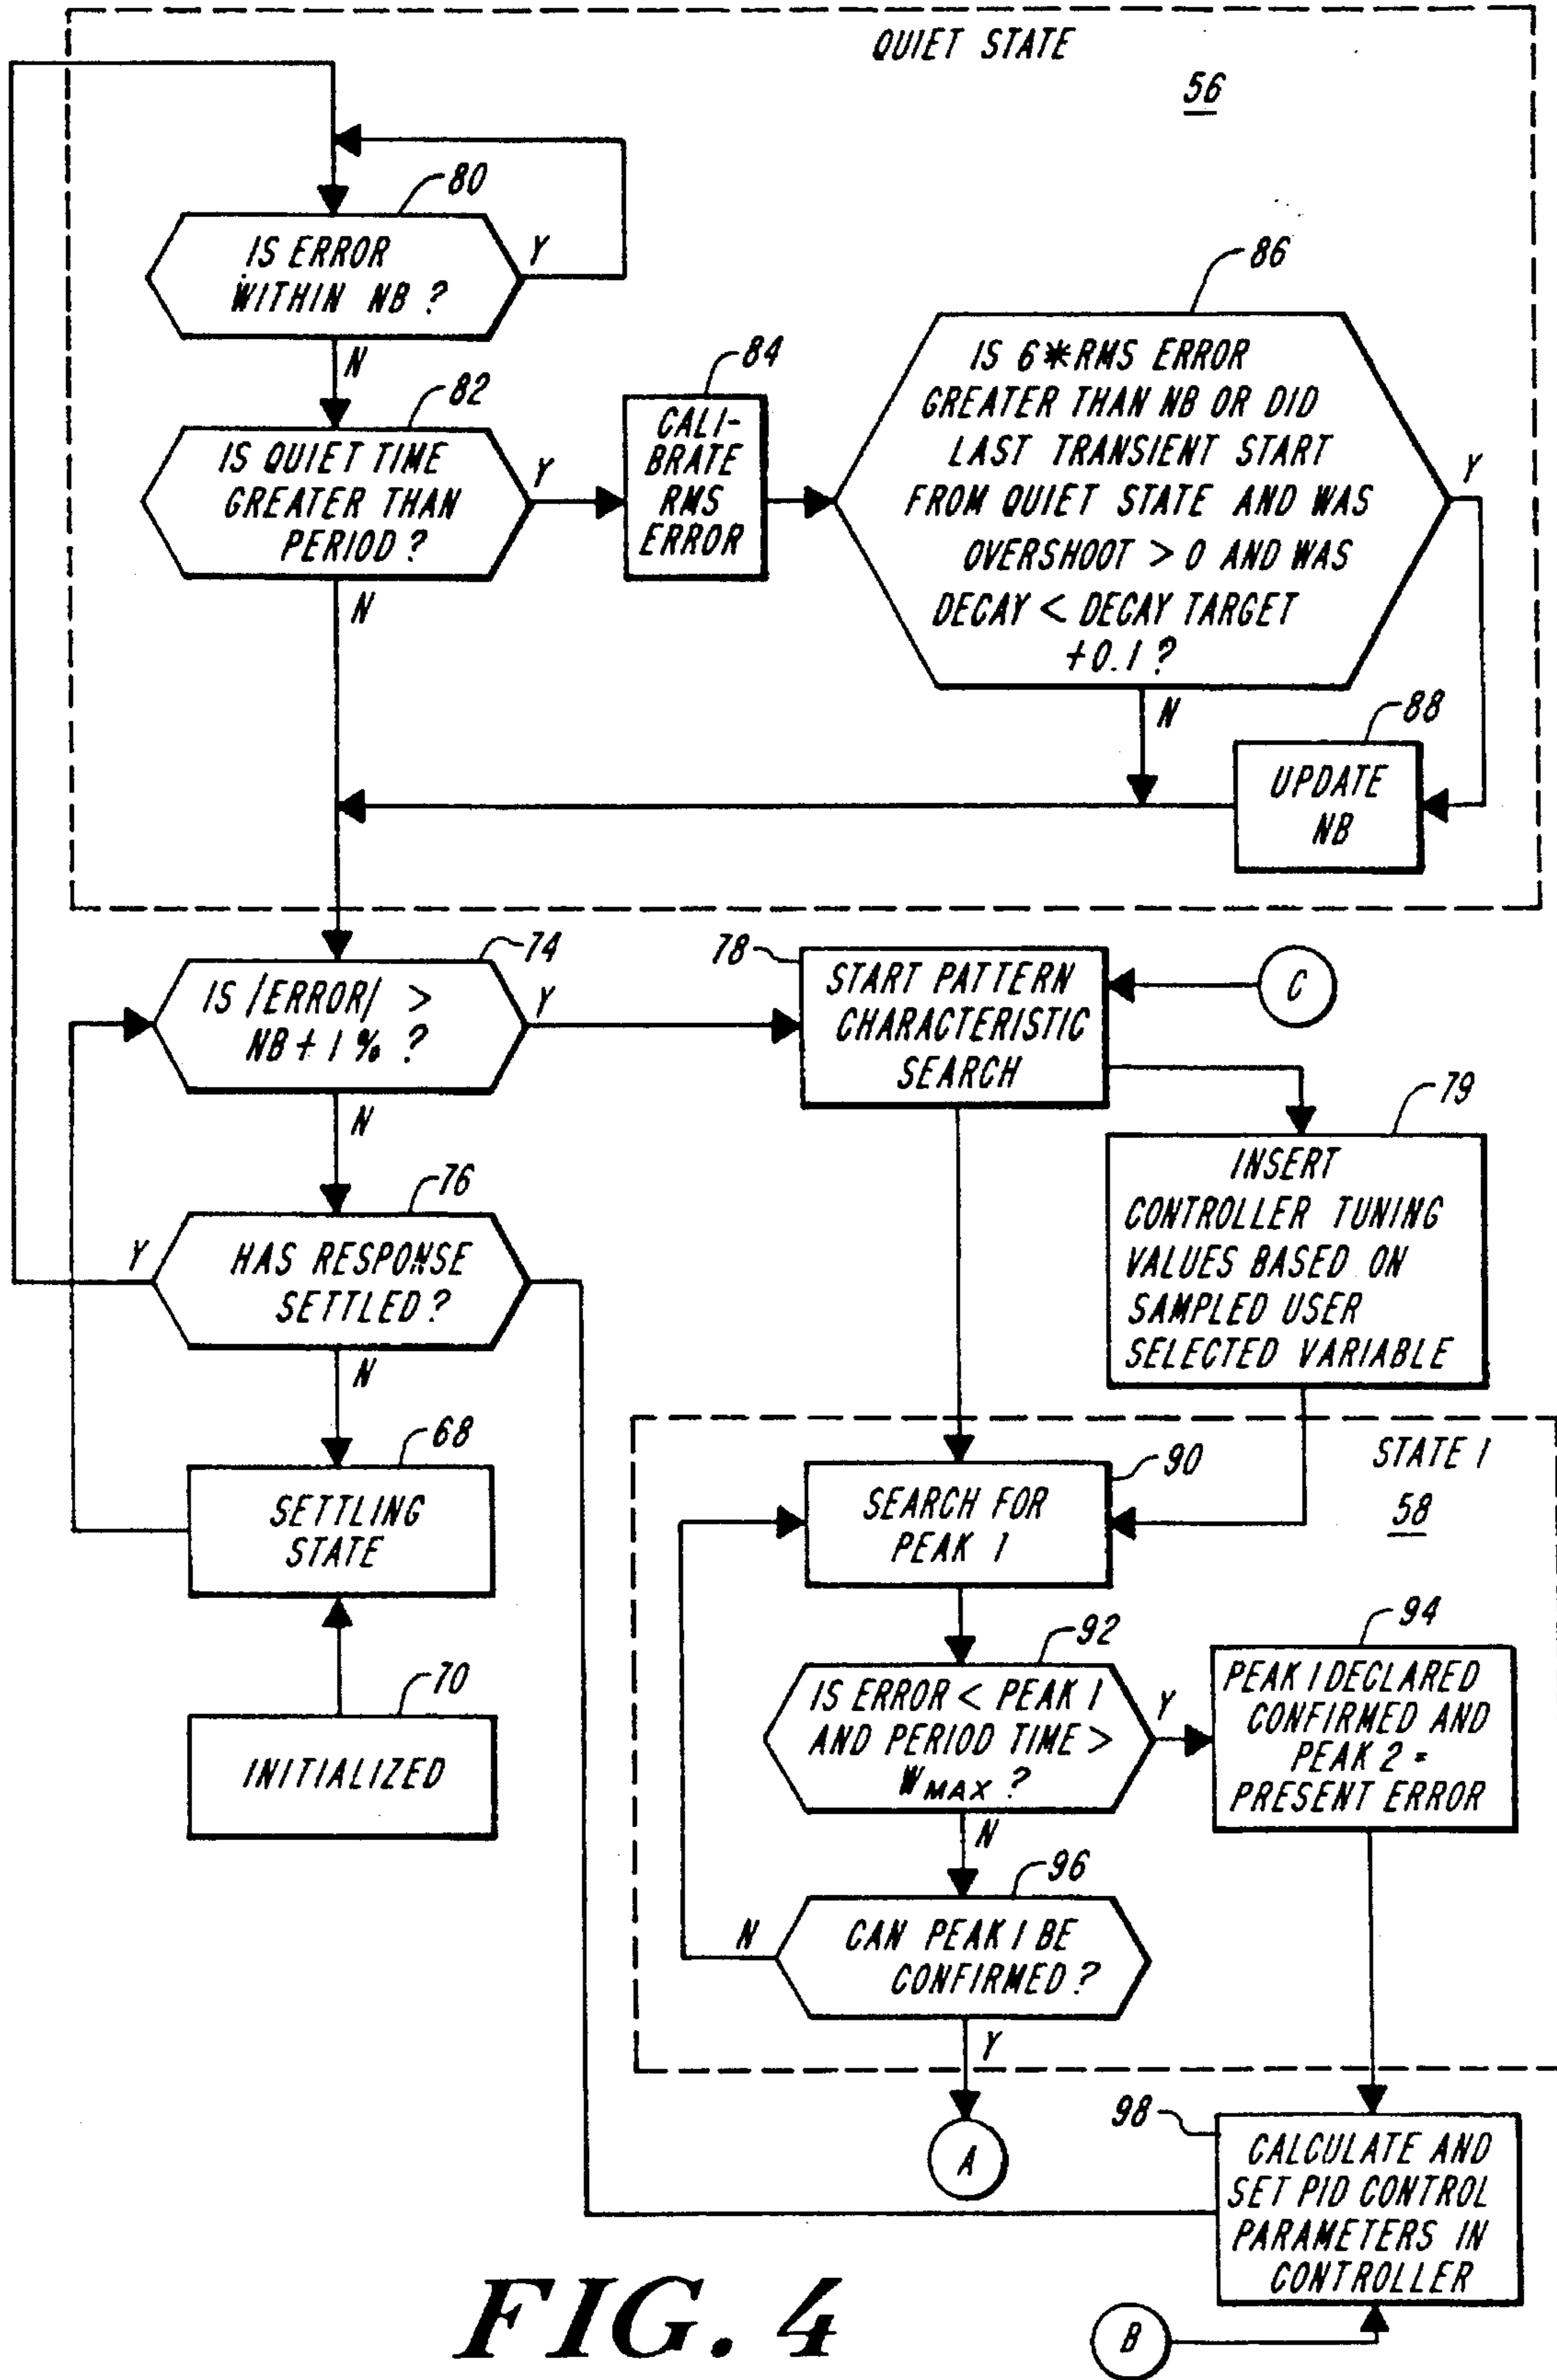 QUIET STATE
56
80
IS ERROR
WITHIN NB ?
Y
N
82
IS QUIET TIME
GREATER THAN
PERIOD ?
Y
N
84
CALI-
BRATE
RMS
ERROR
86
IS 6*RMS ERROR
GREATER THAN NB OR DID
LAST TRANSIENT START
FROM QUIET STATE AND WAS
OVERSHOOT > 0 AND WAS
DECAY < DECAY TARGET
+0.1 ?
Y
N
88
UPDATE
NB
74
IS /ERROR/ >
NB + 1 % ?
Y
N
78
START PATTERN
CHARACTERISTIC
SEARCH
C
79
INSERT
CONTROLLER TUNING
VALUES BASED ON
SAMPLED USER
SELECTED VARIABLE
76
HAS RESPONSE
SETTLED ?
Y
N
68
SETTLING
STATE
70
INITIALIZED
STATE 1
58
90
SEARCH FOR
PEAK 1
92
IS ERROR < PEAK 1
AND PERIOD TIME >
WMAX ?
Y
N
94
PEAK 1 DECLARED
CONFIRMED AND
PEAK 2 =
PRESENT ERROR
96
CAN PEAK 1 BE
CONFIRMED ?
N
Y
A
98
CALCULATE AND
SET PID CONTROL
PARAMETERS IN
CONTROLLER
B
FIG. 4